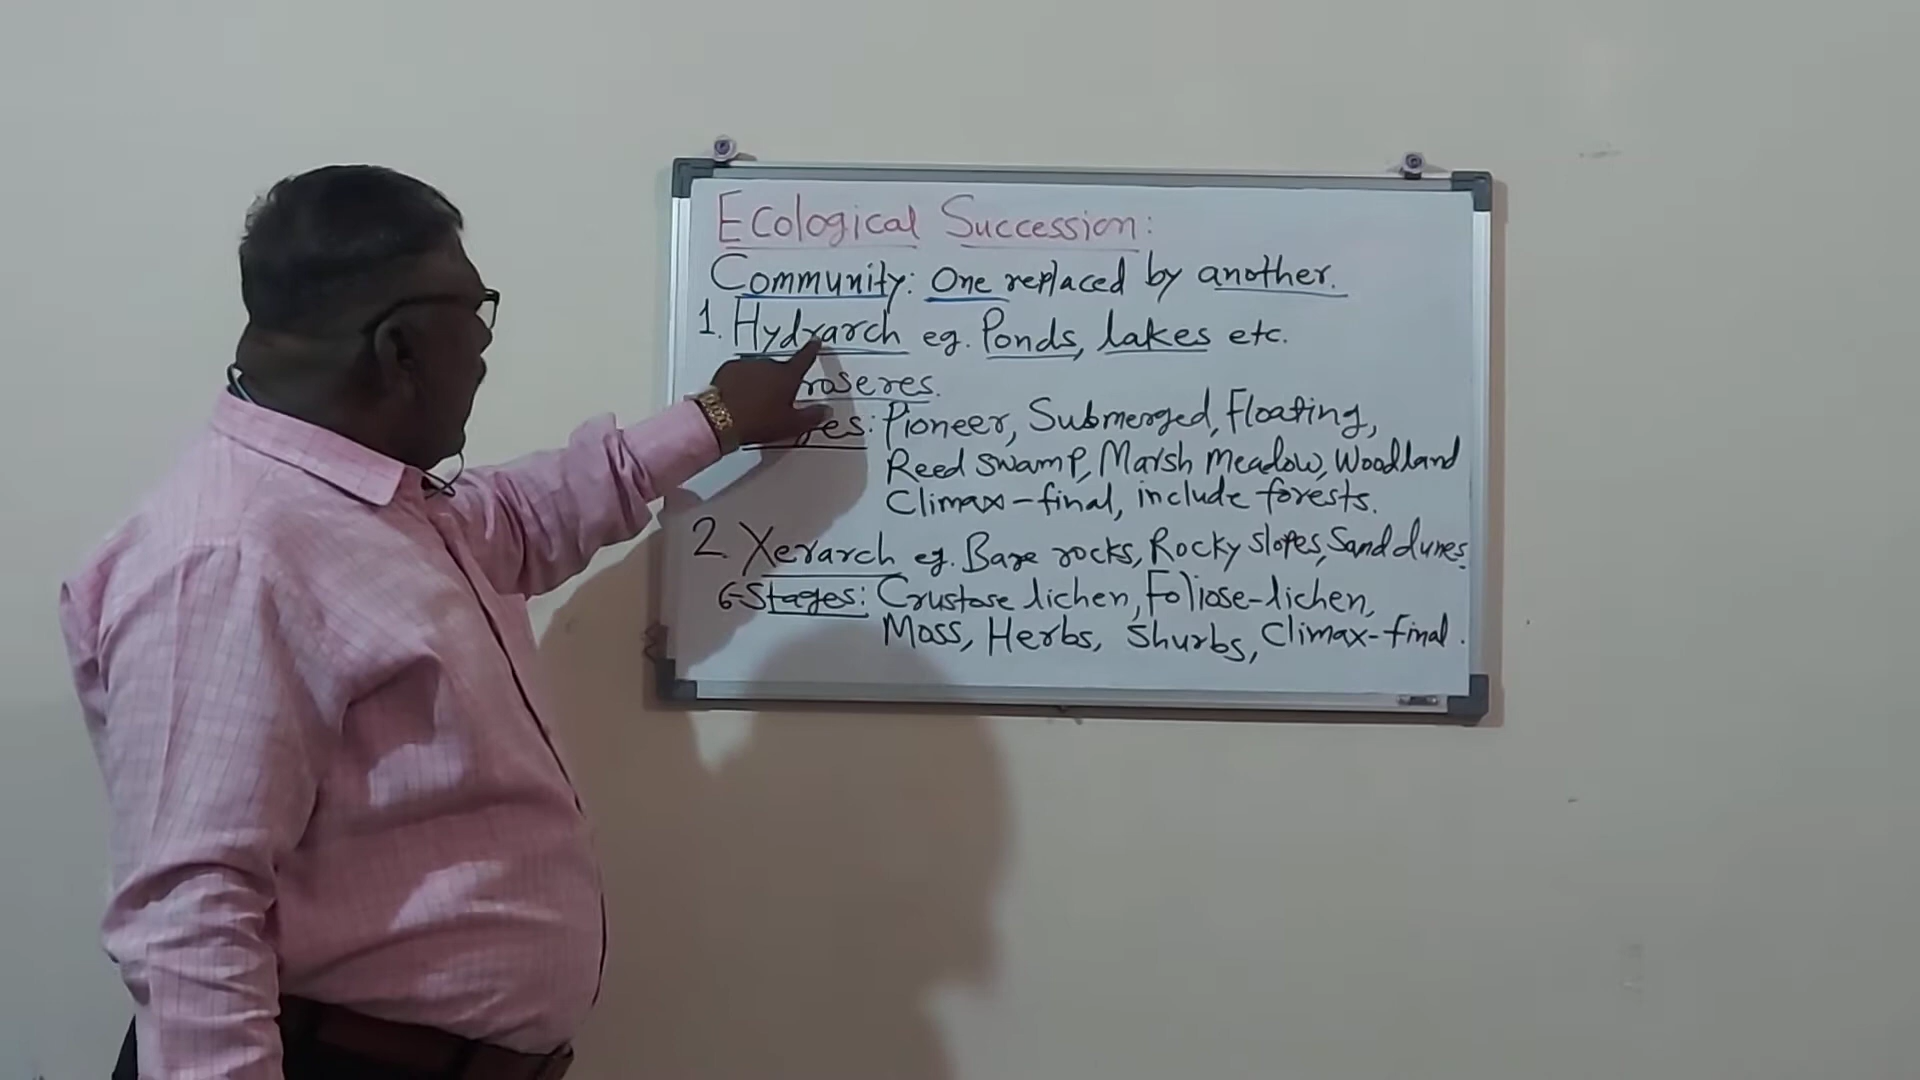 Ecological Succession:
Community: One replaced by another.
1. Hydrarch eg. Ponds, lakes etc.
roseres.
ges: Pioneer, Submerged, Floating,
Reed swamp, Marsh Meadow, Woodland
Climax-final, include forests.
2. Xerarch eg. Bare rocks, Rocky slopes, Sand dunes.
6-Stages: Crustose lichen, Foliose-lichen,
Moss, Herbs, Shurbs, Climax-final.